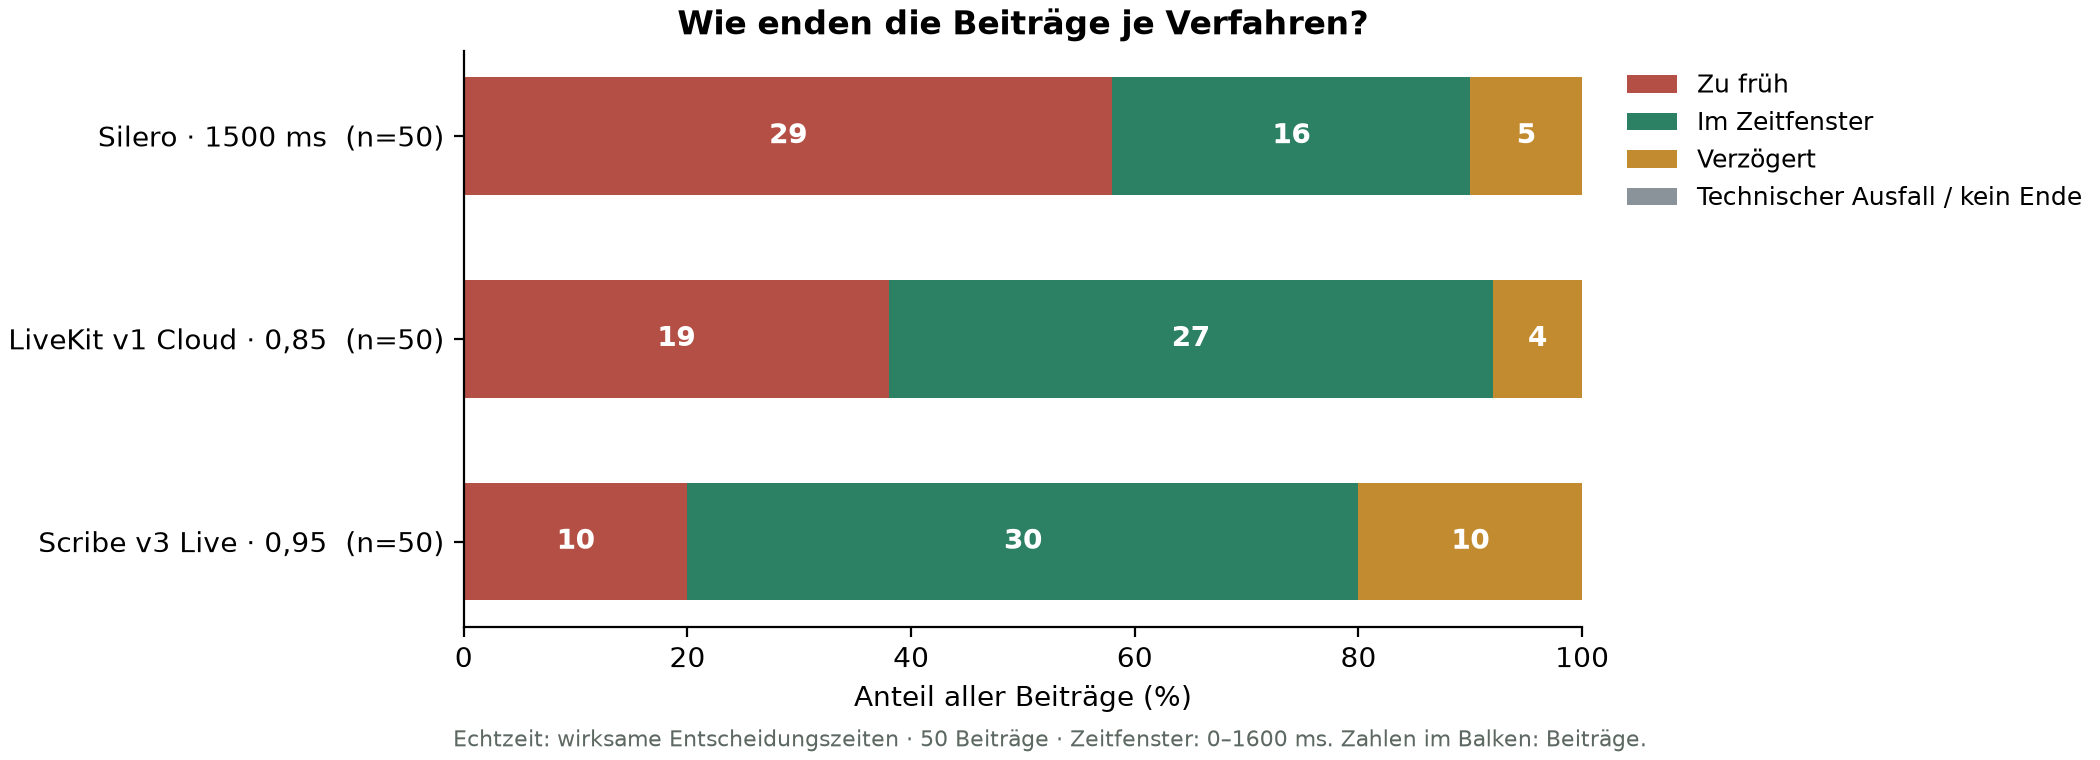 Wie enden die Beiträge je Verfahren?
Silero · 1500 ms (n=50)
29
16
5
LiveKit v1 Cloud · 0,85 (n=50)
19
27
4
Scribe v3 Live · 0,95 (n=50)
10
30
10
0
20
40
60
80
100
Anteil aller Beiträge (%)
Zu früh
Im Zeitfenster
Verzögert
Technischer Ausfall / kein Ende
Echtzeit: wirksame Entscheidungszeiten · 50 Beiträge · Zeitfenster: 0–1600 ms. Zahlen im Balken: Beiträge.